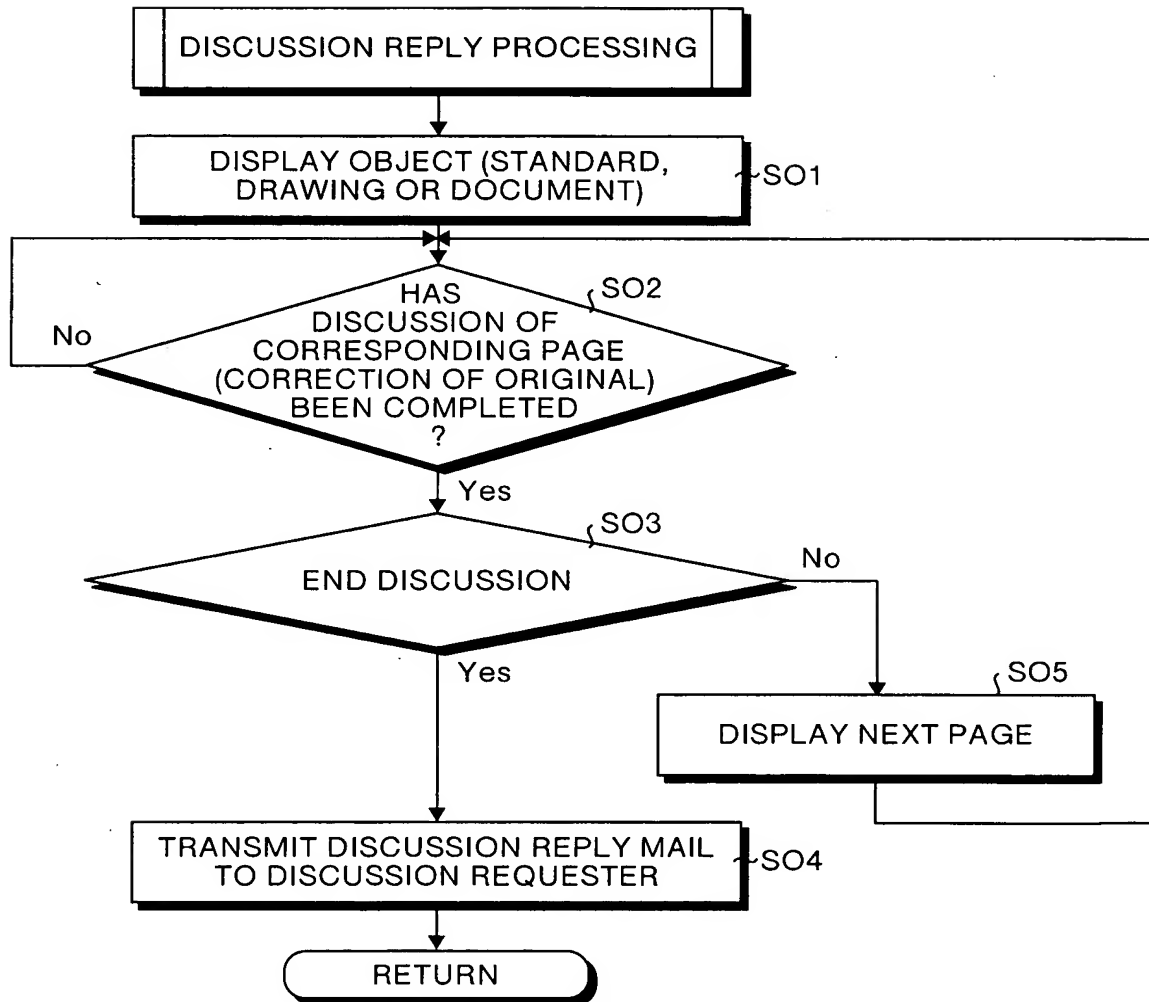 DISCUSSION REPLY PROCESSING
DISPLAY OBJECT (STANDARD,
DRAWING OR DOCUMENT)
SO1
HAS
DISCUSSION OF
CORRESPONDING PAGE
(CORRECTION OF ORIGINAL)
BEEN COMPLETED
?
SO2
No
Yes
SO3
END DISCUSSION
No
Yes
SO5
DISPLAY NEXT PAGE
TRANSMIT DISCUSSION REPLY MAIL
TO DISCUSSION REQUESTER
SO4
RETURN